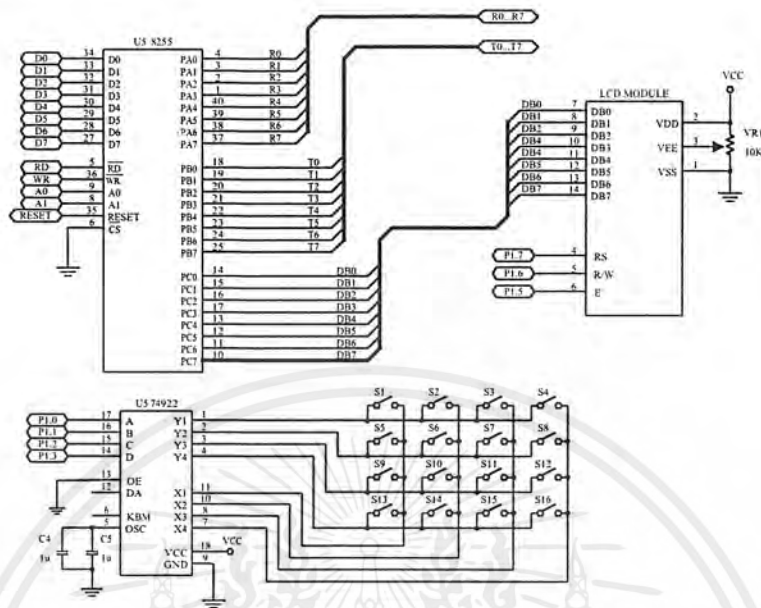 U5 8255
D0 34 D0 PA0 4 R0
D1 33 D1 PA1 3 R1
D2 32 D2 PA2 2 R2
D3 31 D3 PA3 1 R3
D4 30 D4 PA4 40 R4
D5 29 D5 PA5 39 R5
D6 28 D6 PA6 38 R6
D7 27 D7 PA7 37 R7
RD 5 RD PB0 18 T0
WR 36 WR PB1 19 T1
A0 9 A0 PB2 20 T2
A1 8 A1 PB3 21 T3
RESET 35 RESET PB4 22 T4
6 CS PB5 23 T5
PB6 24 T6
PB7 25 T7
PC0 14 DB0
PC1 15 DB1
PC2 16 DB2
PC3 17 DB3
PC4 13 DB4
PC5 12 DB5
PC6 11 DB6
PC7 10 DB7
R0...R7
T0...T7
LCD MODULE
VCC
DB0 7 DB0
DB1 8 DB1 VDD 2
DB2 9 DB2
DB4 10 DB3 VEE 3
DB4 11 DB4
DB5 12 DB5 VSS 1
DB6 13 DB6
DB7 14 DB7
VR1
10K
P1.7 4 RS
P1.6 5 R/W
P1.5 6 E
U5 74922
P1.0 17 A Y1 1
P1.1 16 B Y2 2
P1.2 15 C Y3 3
P1.3 14 D Y4 4
13 OE X1 11
12 DA X2 10
6 KBM X3 8
5 OSC X4 7
VCC 18 VCC
GND 9
C4 C5
1u 1u
S1 S2 S3 S4
S5 S6 S7 S8
S9 S10 S11 S12
S13 S14 S15 S16